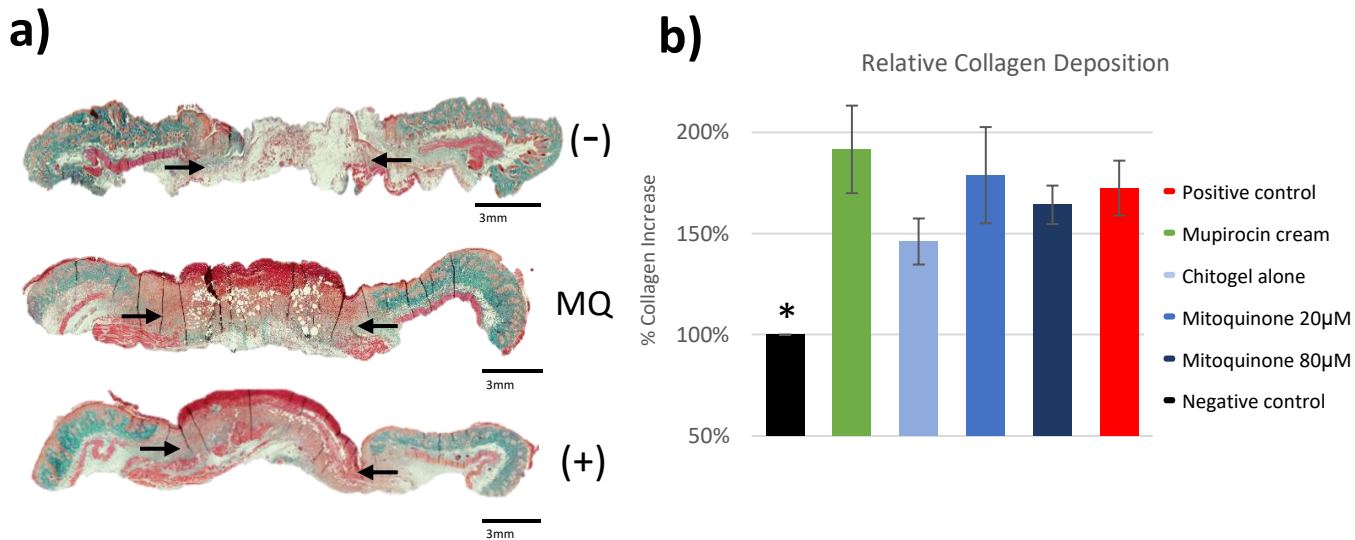 a)
(-)
3mm
MQ
3mm
(+)
3mm
b)
Relative Collagen Deposition
% Collagen Increase
200%
150%
100%
50%
*
Positive control
Mupirocin cream
Chitogel alone
Mitoquinone 20µM
Mitoquinone 80µM
Negative control